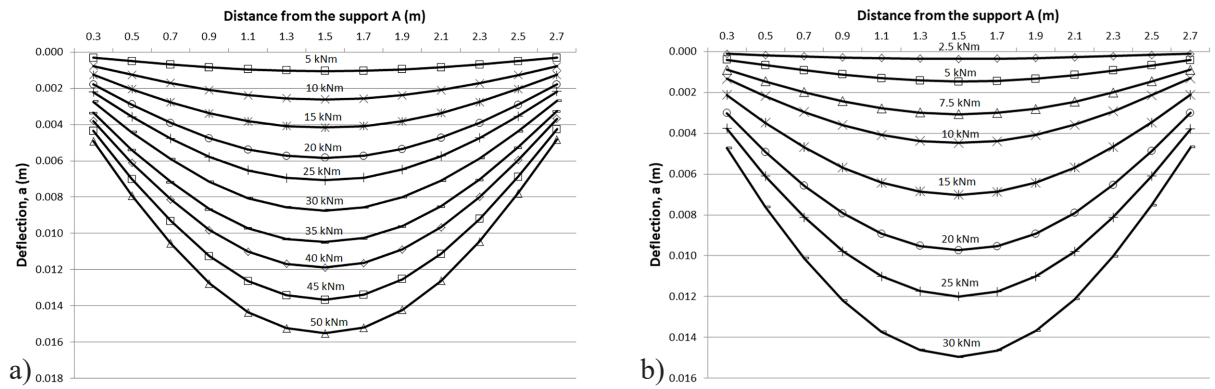 Distance from the support A (m)
0.3 0.5 0.7 0.9 1.1 1.3 1.5 1.7 1.9 2.1 2.3 2.5 2.7
0.000
0.002
0.004
0.006
0.008
0.010
0.012
0.014
0.016
0.018
Deflection, a (m)
5 kNm
10 kNm
15 kNm
20 kNm
25 kNm
30 kNm
35 kNm
40 kNm
45 kNm
50 kNm
a)
Distance from the support A (m)
0.3 0.5 0.7 0.9 1.1 1.3 1.5 1.7 1.9 2.1 2.3 2.5 2.7
0.000
0.002
0.004
0.006
0.008
0.010
0.012
0.014
0.016
Deflection, a (m)
2.5 kNm
5 kNm
7.5 kNm
10 kNm
15 kNm
20 kNm
25 kNm
30 kNm
b)